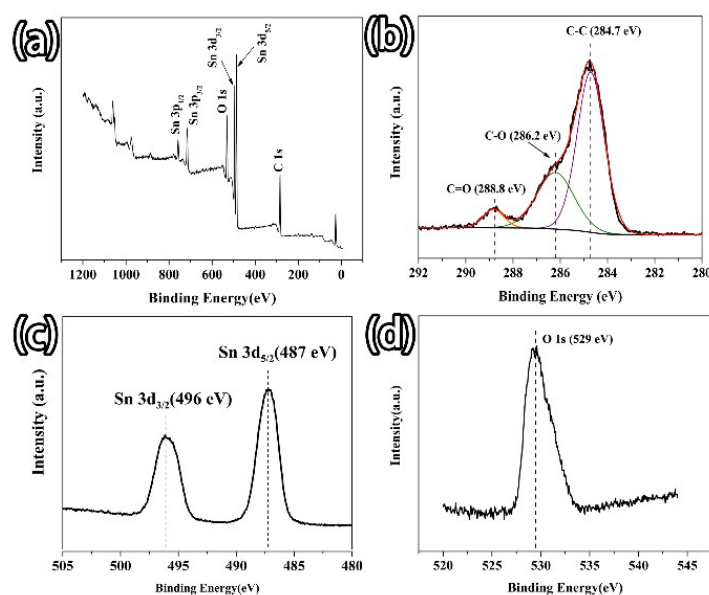 (a)
Intensity (a.u.)
Sn 3p1/2
Sn 3p3/2
O 1s
Sn 3d3/2
Sn 3d5/2
C 1s
1200 1000 800 600 400 200 0
Binding Energy(eV)
(b)
Intensity (a.u.)
C-C (284.7 eV)
C-O (286.2 eV)
C=O (288.8 eV)
292 290 288 286 284 282 280
Binding Energy (eV)
(c)
Intensity (a.u.)
Sn 3d5/2(487 eV)
Sn 3d3/2(496 eV)
505 500 495 490 485 480
Binding Energy(eV)
(d)
Intensity(a.u.)
O 1s (529 eV)
520 525 530 535 540 545
Binding Energy(eV)